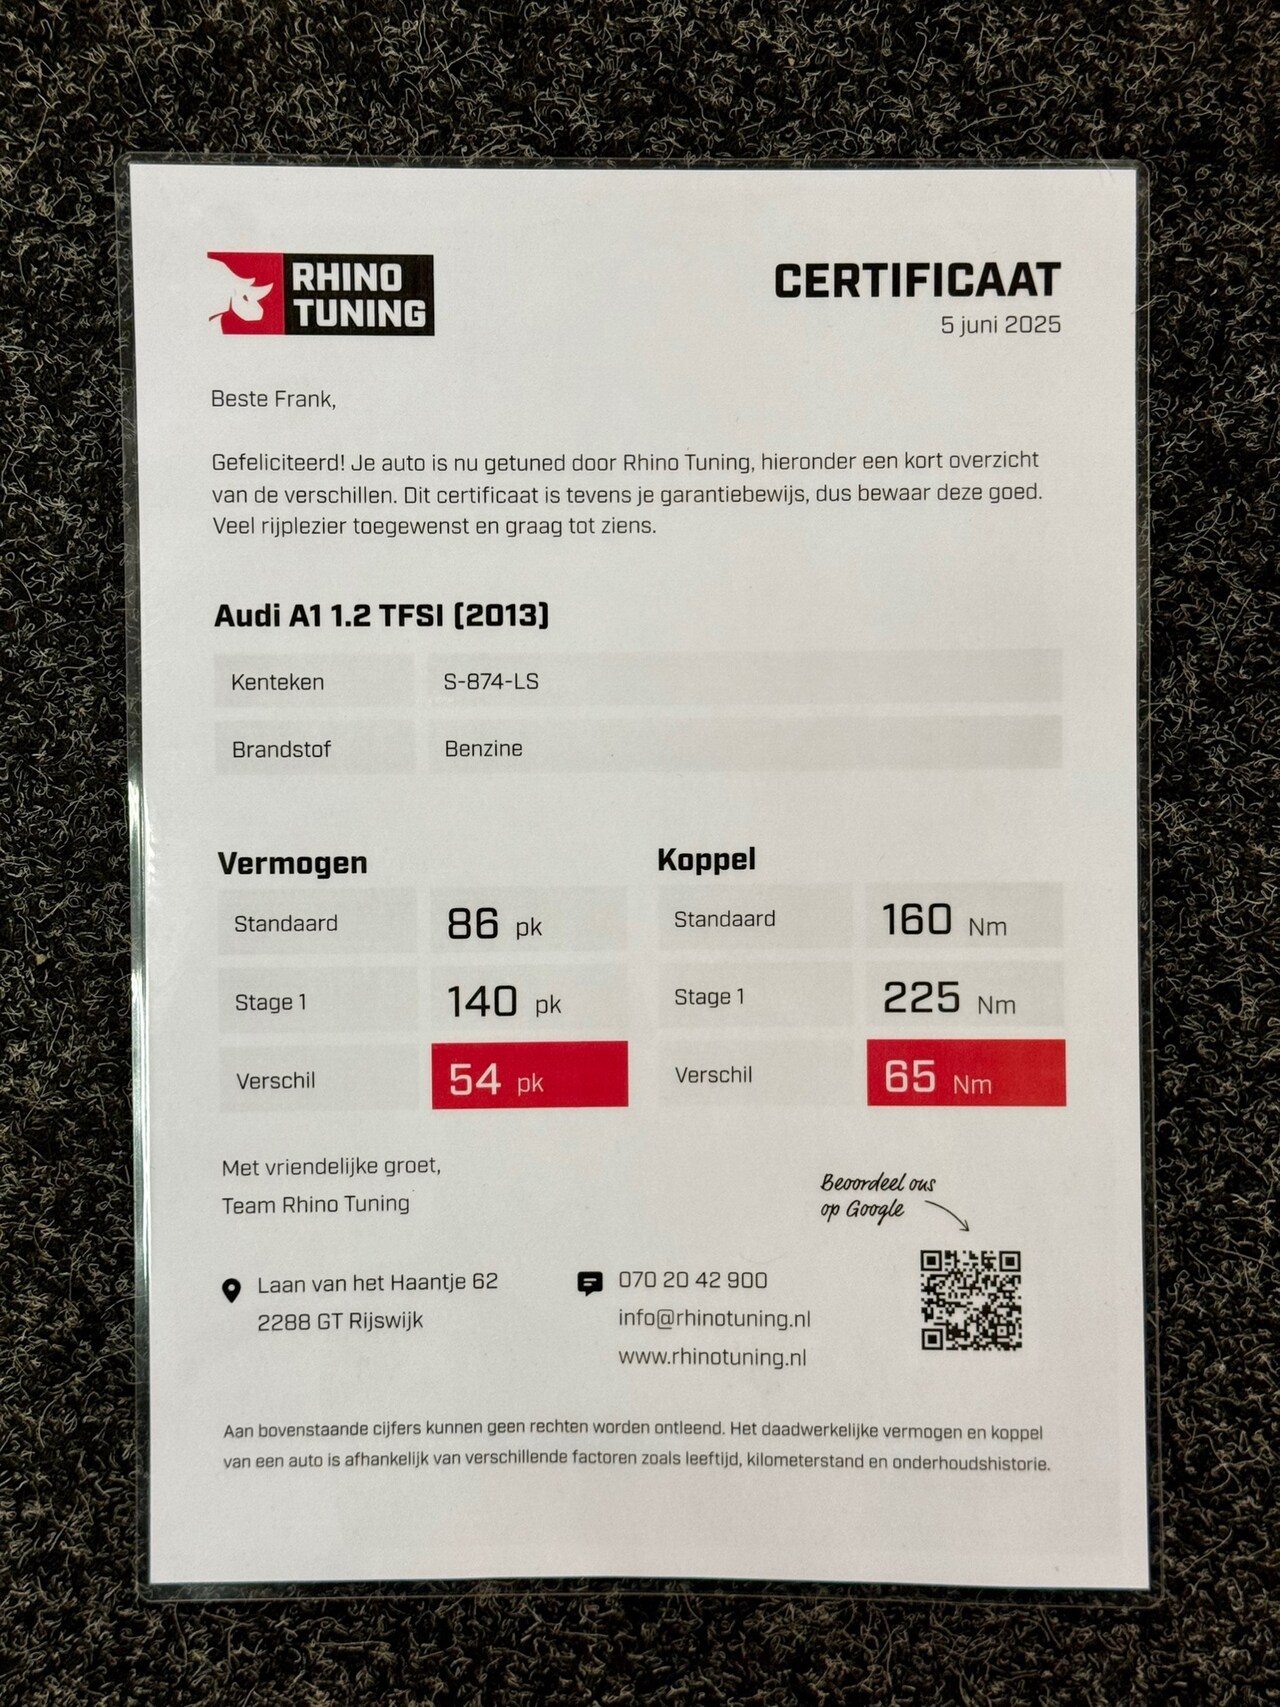 RHINO
TUNING
CERTIFICAAT
5 juni 2025
Beste Frank,
Gefeliciteerd! Je auto is nu getuned door Rhino Tuning, hieronder een kort overzicht
van de verschillen. Dit certificaat is tevens je garantiebewijs, dus bewaar deze goed.
Veel rijplezier toegewenst en graag tot ziens.
Audi A1 1.2 TFSI (2013)
Kenteken S-874-LS
Brandstof Benzine
Vermogen
Standaard 86 pk
Stage 1 140 pk
Verschil 54 pk
Koppel
Standaard 160 Nm
Stage 1 225 Nm
Verschil 65 Nm
Met vriendelijke groet,
Team Rhino Tuning
Beoordeel ons
op Google
Laan van het Haantje 62
2288 GT Rijswijk
070 20 42 900
info@rhinotuning.nl
www.rhinotuning.nl
Aan bovenstaande cijfers kunnen geen rechten worden ontleend. Het daadwerkelijke vermogen en koppel
van een auto is afhankelijk van verschillende factoren zoals leeftijd, kilometerstand en onderhoudshistorie.